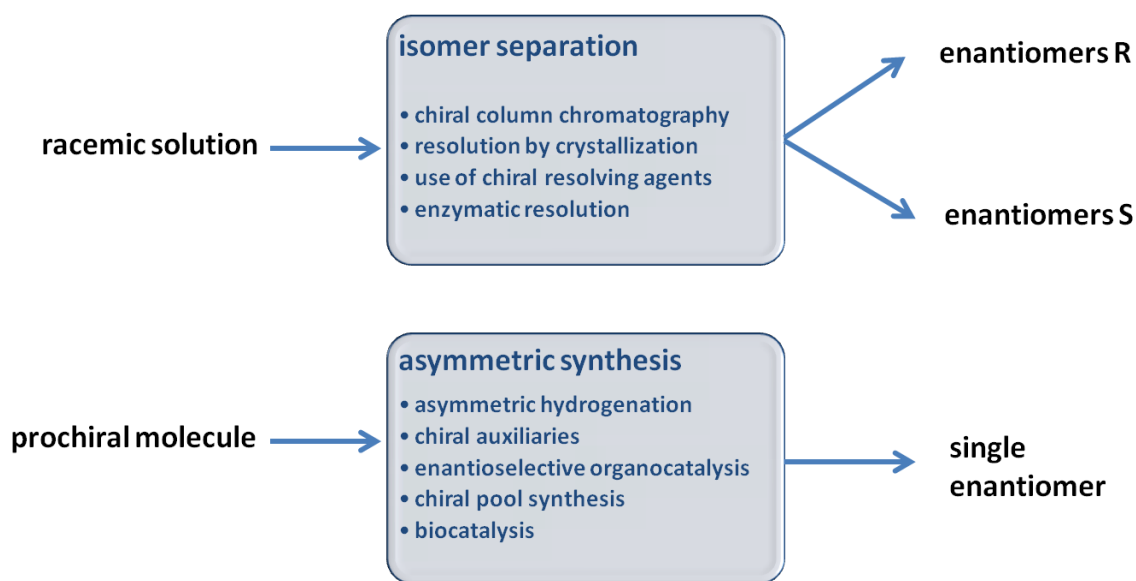 racemic solution
isomer separation
• chiral column chromatography
• resolution by crystallization
• use of chiral resolving agents
• enzymatic resolution
enantiomers R
enantiomers S
prochiral molecule
asymmetric synthesis
• asymmetric hydrogenation
• chiral auxiliaries
• enantioselective organocatalysis
• chiral pool synthesis
• biocatalysis
single
enantiomer